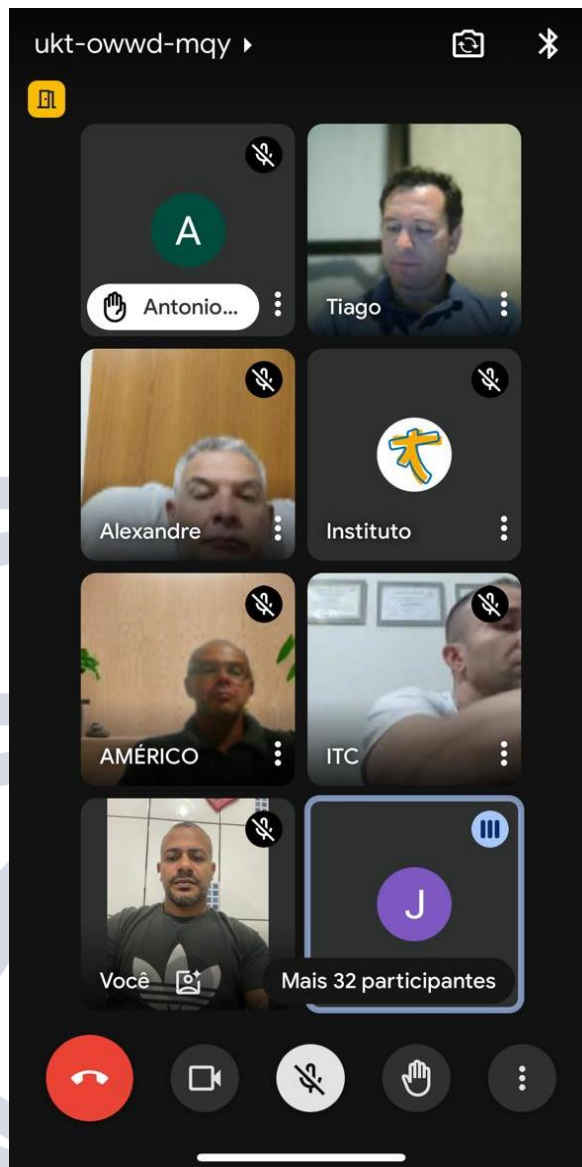 ukt-owwd-mqy
A
Antonio...
Tiago
Alexandre
Instituto
AMÉRICO
ITC
Você
J
Mais 32 participantes